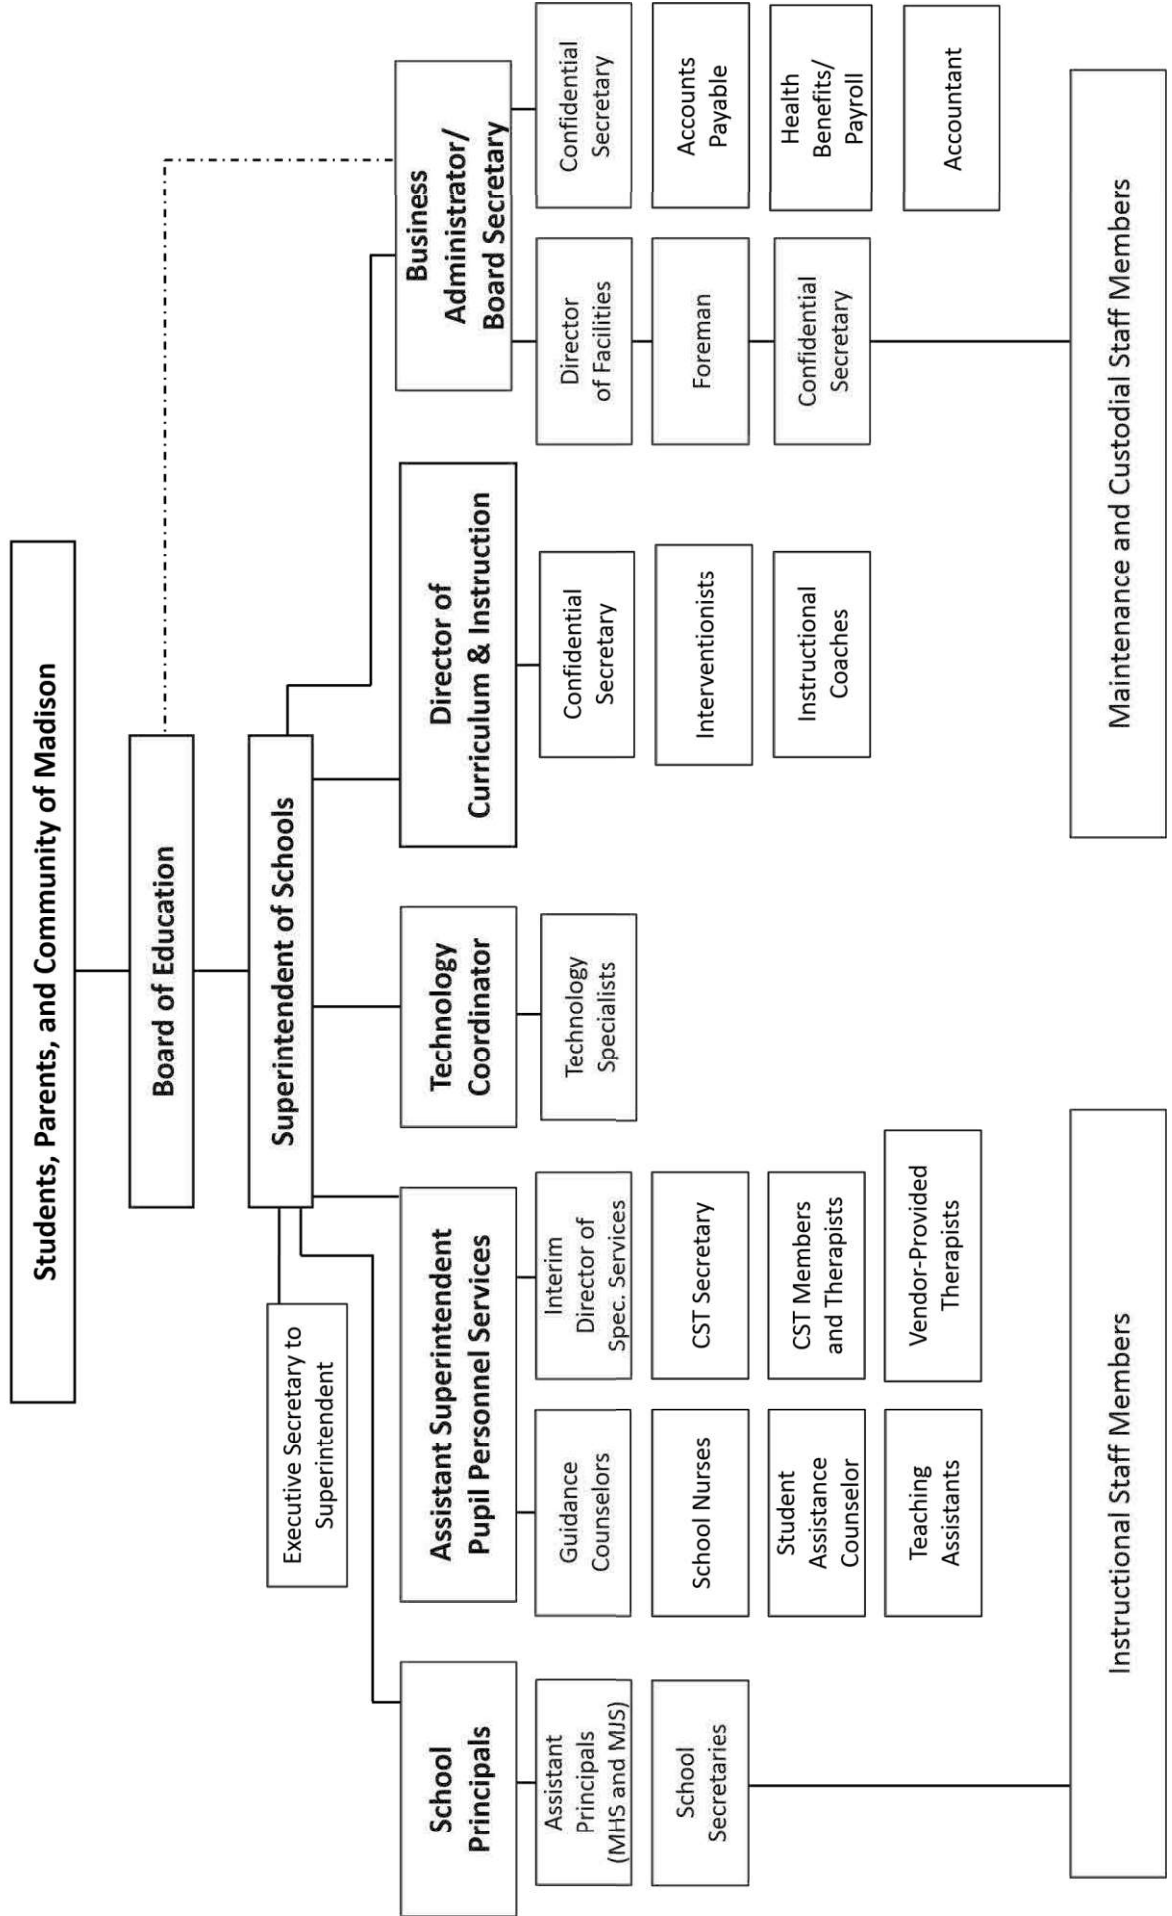 Students, Parents, and Community of Madison
Board of Education
Superintendent of Schools
Executive Secretary to
Superintendent
School
Principals
Assistant Superintendent
Pupil Personnel Services
Technology
Coordinator
Director of
Curriculum & Instruction
Business
Administrator/
Board Secretary
Assistant
Principals
(MHS and MJS)
School
Secretaries
Guidance
Counselors
School Nurses
Student
Assistance
Counselor
Teaching
Assistants
Interim
Director of
Spec. Services
CST Secretary
CST Members
and Therapists
Vendor-Provided
Therapists
Technology
Specialists
Confidential
Secretary
Interventionists
Instructional
Coaches
Director
of Facilities
Foreman
Confidential
Secretary
Confidential
Secretary
Accounts
Payable
Health
Benefits/
Payroll
Accountant
Instructional Staff Members
Maintenance and Custodial Staff Members